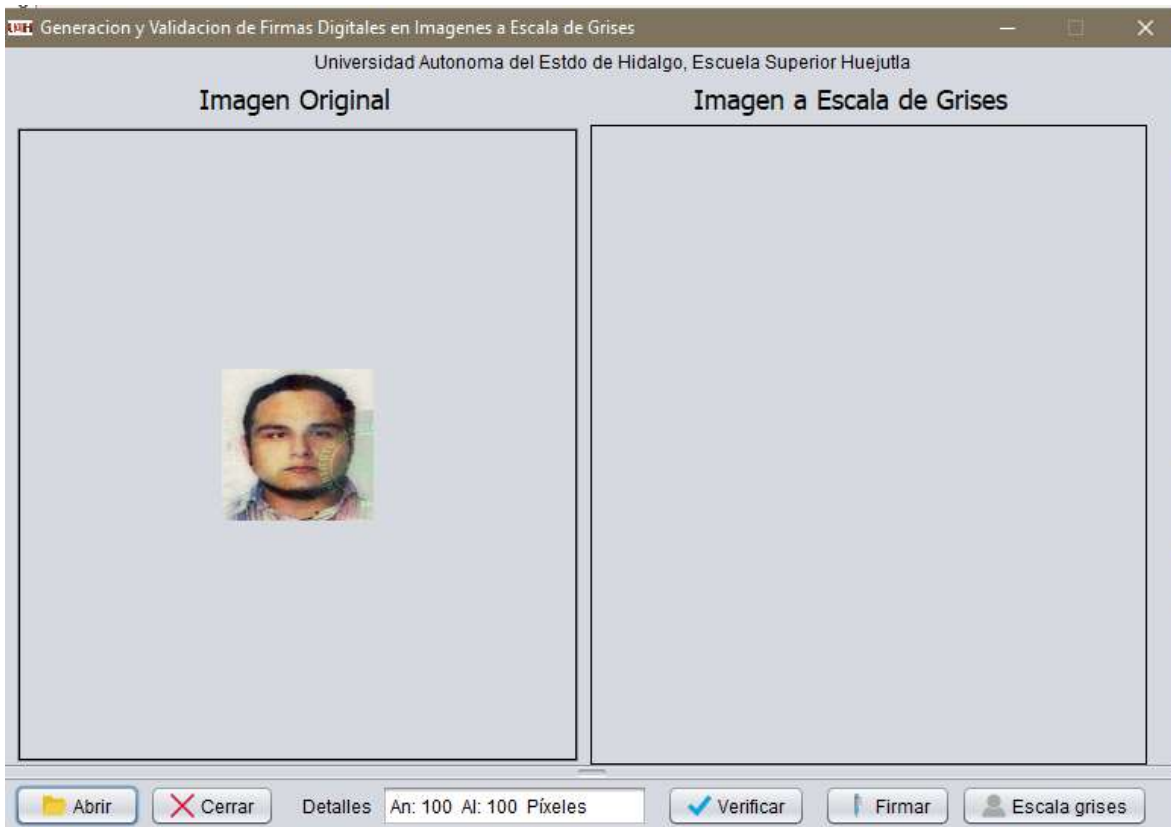 Generacion y Validacion de Firmas Digitales en Imagenes a Escala de Grises
Universidad Autonoma del Estdo de Hidalgo, Escuela Superior Huejutla
Imagen Original
Imagen a Escala de Grises
Abrir
Cerrar
Detalles
An: 100 Al: 100 Píxeles
Verificar
Firmar
Escala grises